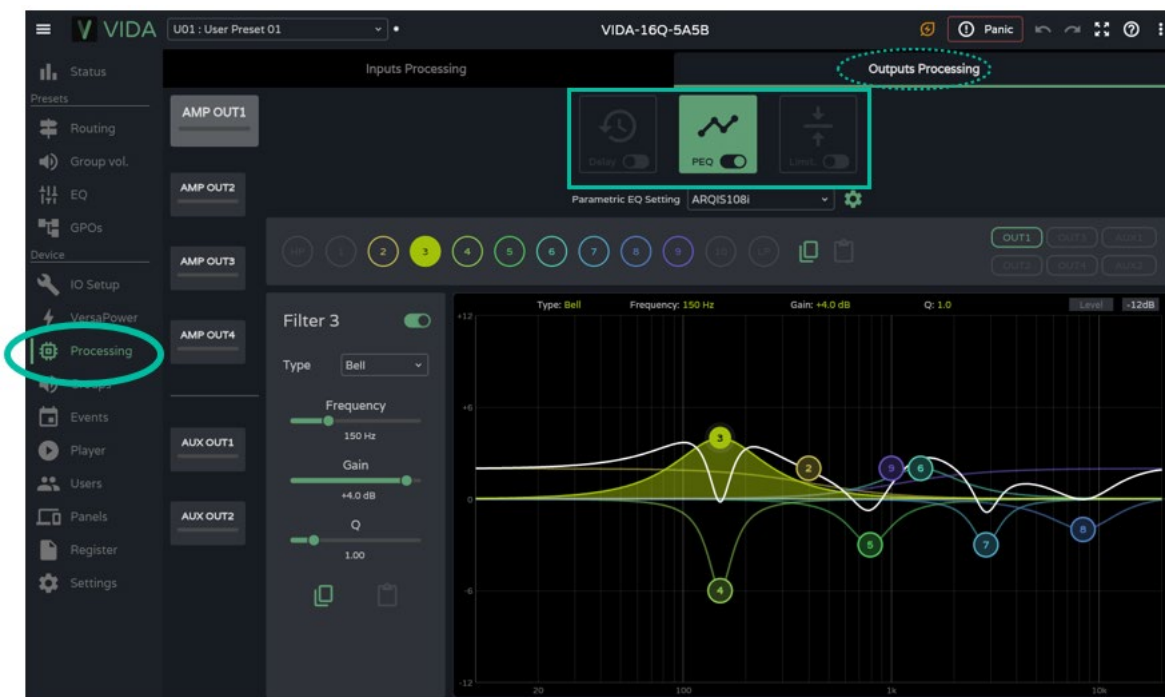 VIDA
U01 : User Preset 01
VIDA-16Q-5A5B
Panic
Status
Presets
Routing
Group vol.
EQ
GPOs
Device
IO Setup
VersaPower
Processing
Groups
Events
Player
Users
Panels
Register
Settings
Inputs Processing
Outputs Processing
AMP OUT1
AMP OUT2
AMP OUT3
AMP OUT4
AUX OUT1
AUX OUT2
Delay
PEQ
Limit.
Parametric EQ Setting ARQIS108i
HP 1 2 3 4 5 6 7 8 9 10 LP
OUT1 OUT3 AUX1
OUT2 OUT4 AUX2
Filter 3
Type Bell
Frequency
150 Hz
Gain
+4.0 dB
Q
1.00
Type: Bell Frequency: 150 Hz Gain: +4.0 dB Q: 1.0 Level -12dB
+12
+6
0
-6
-12
3
2
9
6
5
7
8
4
20 100 1k 10k